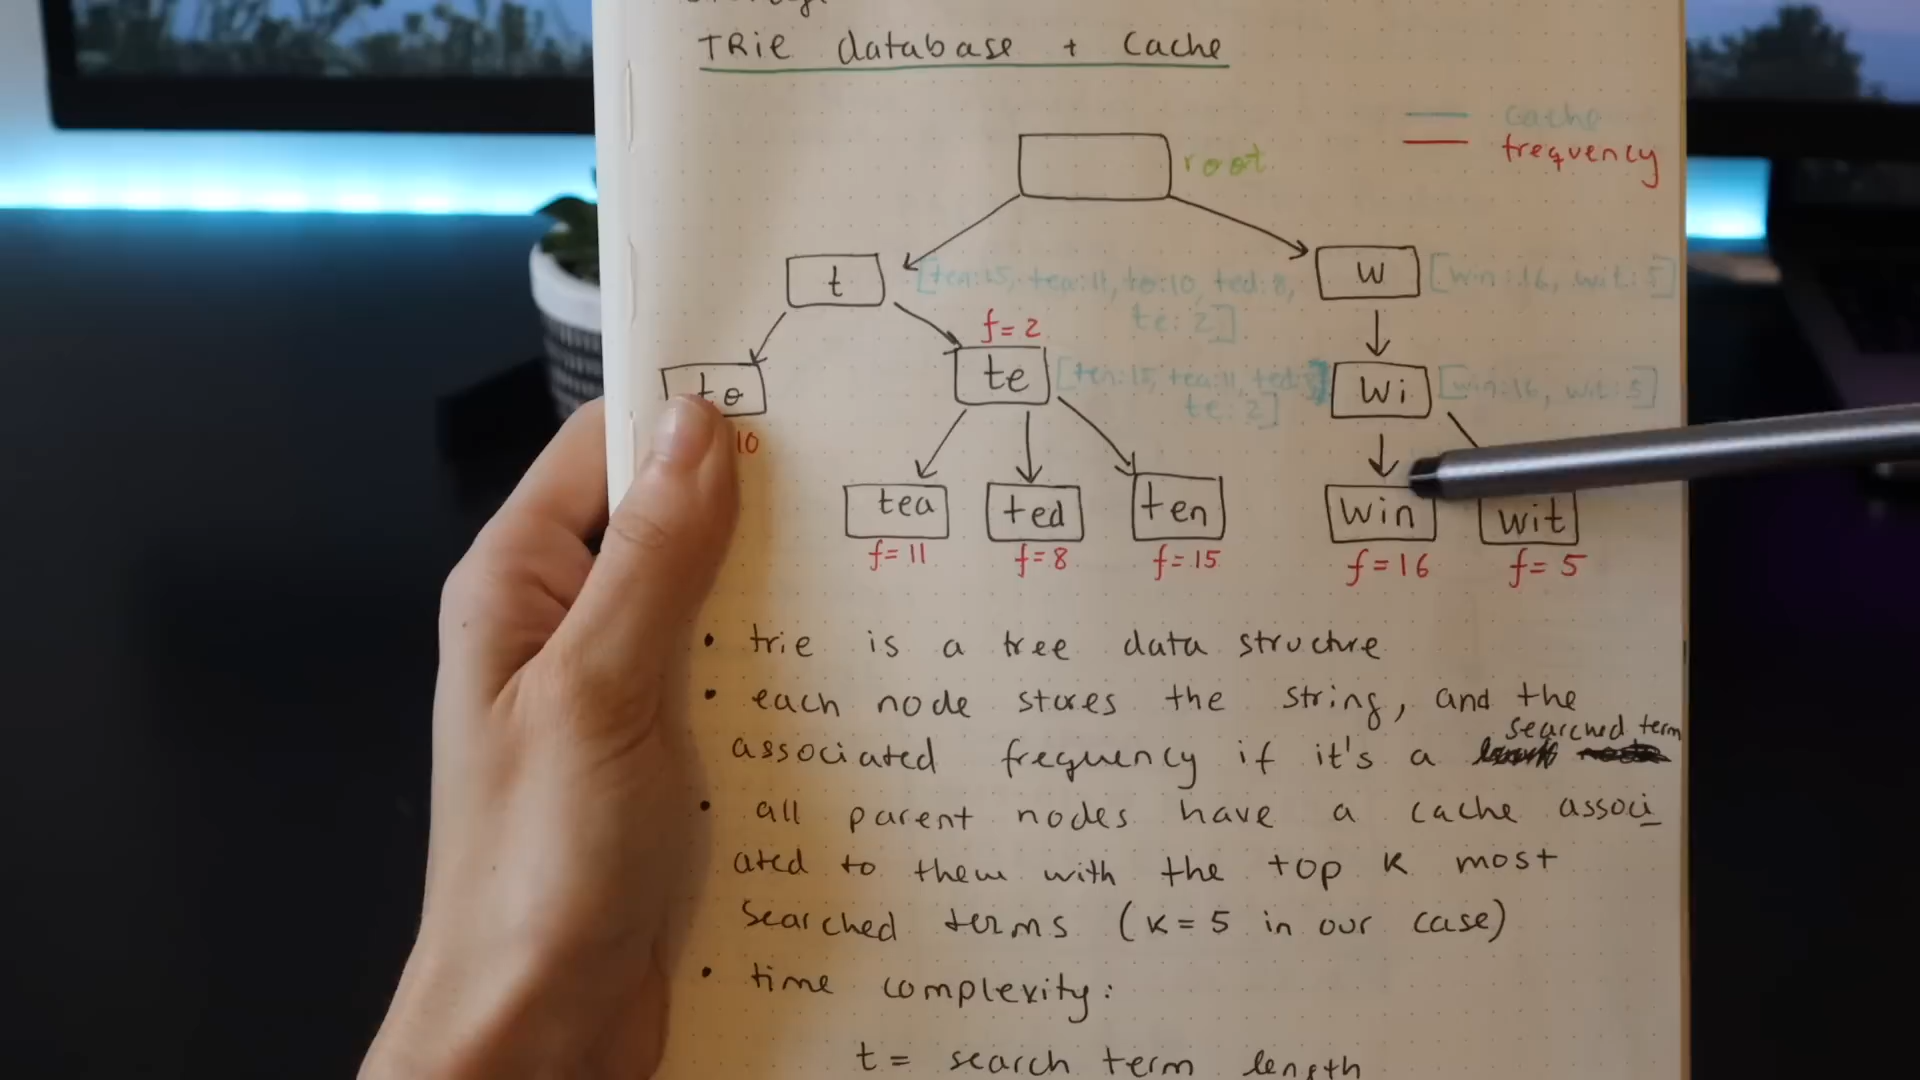 TRIE database + Cache
cache
frequency
root
t
[ten:15, tea:11, to:10, ted:8,
te: 2]
w
[win:16, wit:5]
to
10
f=2
te
[ten:15, tea:11, ted:8
te:2]
wi
[win:16, wit:5]
tea
f=11
ted
f=8
ten
f=15
win
f=16
wit
f=5
• trie is a tree data structure
• each node stores the string, and the
searched term
associated frequency if it's a
• all parent nodes have a cache associ
ated to them with the top k most
searched terms (k=5 in our case)
• time complexity:
t = search term length